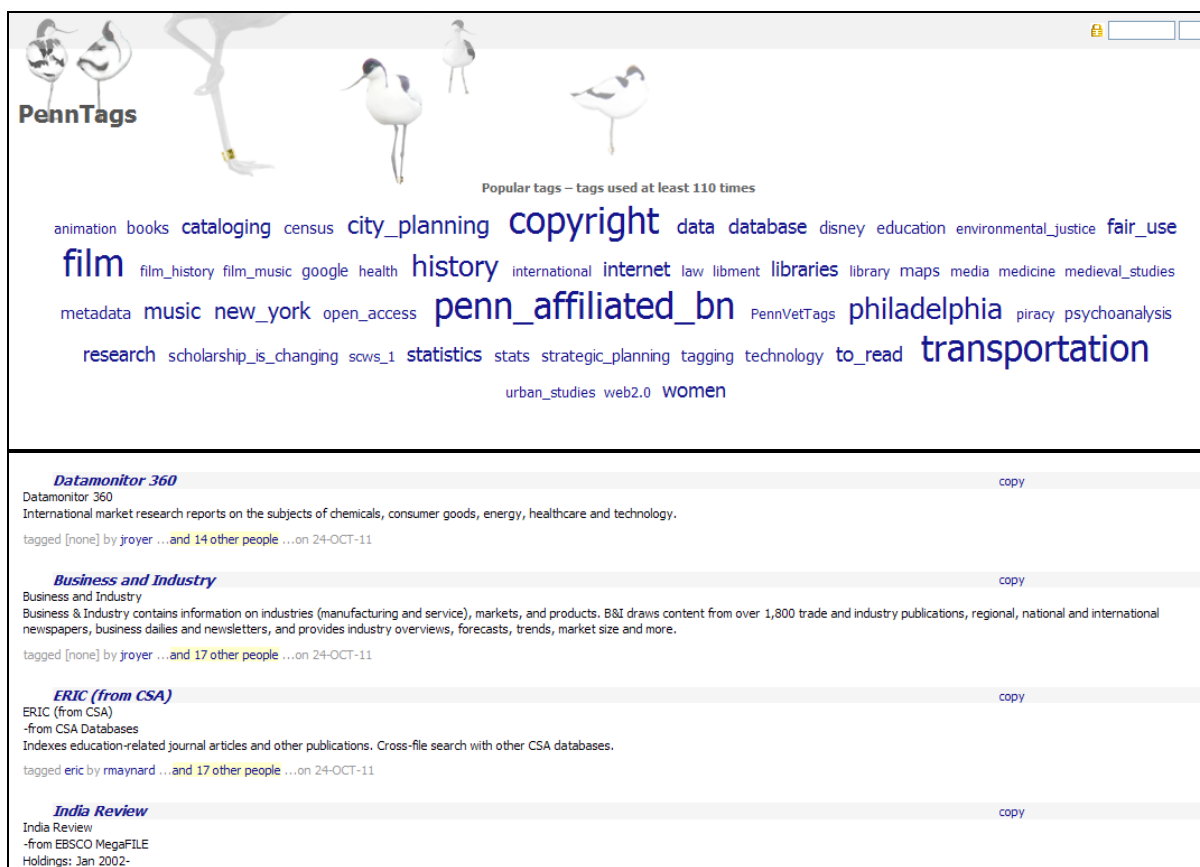 PennTags
Popular tags – tags used at least 110 times
animation books cataloging census city_planning copyright data database disney education environmental_justice fair_use
film film_history film_music google health history international internet law libment libraries library maps media medicine medieval_studies
metadata music new_york open_access penn_affiliated_bn PennVetTags philadelphia piracy psychoanalysis
research scholarship_is_changing scws_1 statistics stats strategic_planning tagging technology to_read transportation
urban_studies web2.0 women
Datamonitor 360 copy
Datamonitor 360
International market research reports on the subjects of chemicals, consumer goods, energy, healthcare and technology.
tagged [none] by jroyer ...and 14 other people ...on 24-OCT-11
Business and Industry copy
Business and Industry
Business & Industry contains information on industries (manufacturing and service), markets, and products. B&I draws content from over 1,800 trade and industry publications, regional, national and international
newspapers, business dailies and newsletters, and provides industry overviews, forecasts, trends, market size and more.
tagged [none] by jroyer ...and 17 other people ...on 24-OCT-11
ERIC (from CSA) copy
ERIC (from CSA)
-from CSA Databases
Indexes education-related journal articles and other publications. Cross-file search with other CSA databases.
tagged eric by rmaynard ...and 17 other people ...on 24-OCT-11
India Review copy
India Review
-from EBSCO MegaFILE
Holdings: Jan 2002-